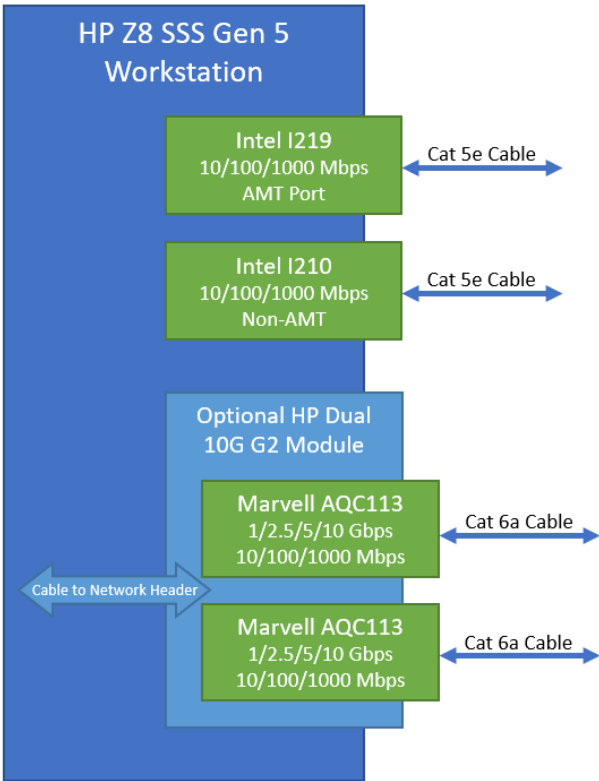 HP Z8 SSS Gen 5
Workstation
Intel I219
10/100/1000 Mbps
AMT Port
Cat 5e Cable
Intel I210
10/100/1000 Mbps
Non-AMT
Cat 5e Cable
Optional HP Dual
10G G2 Module
Marvell AQC113
1/2.5/5/10 Gbps
10/100/1000 Mbps
Cat 6a Cable
Cable to Network Header
Marvell AQC113
1/2.5/5/10 Gbps
10/100/1000 Mbps
Cat 6a Cable